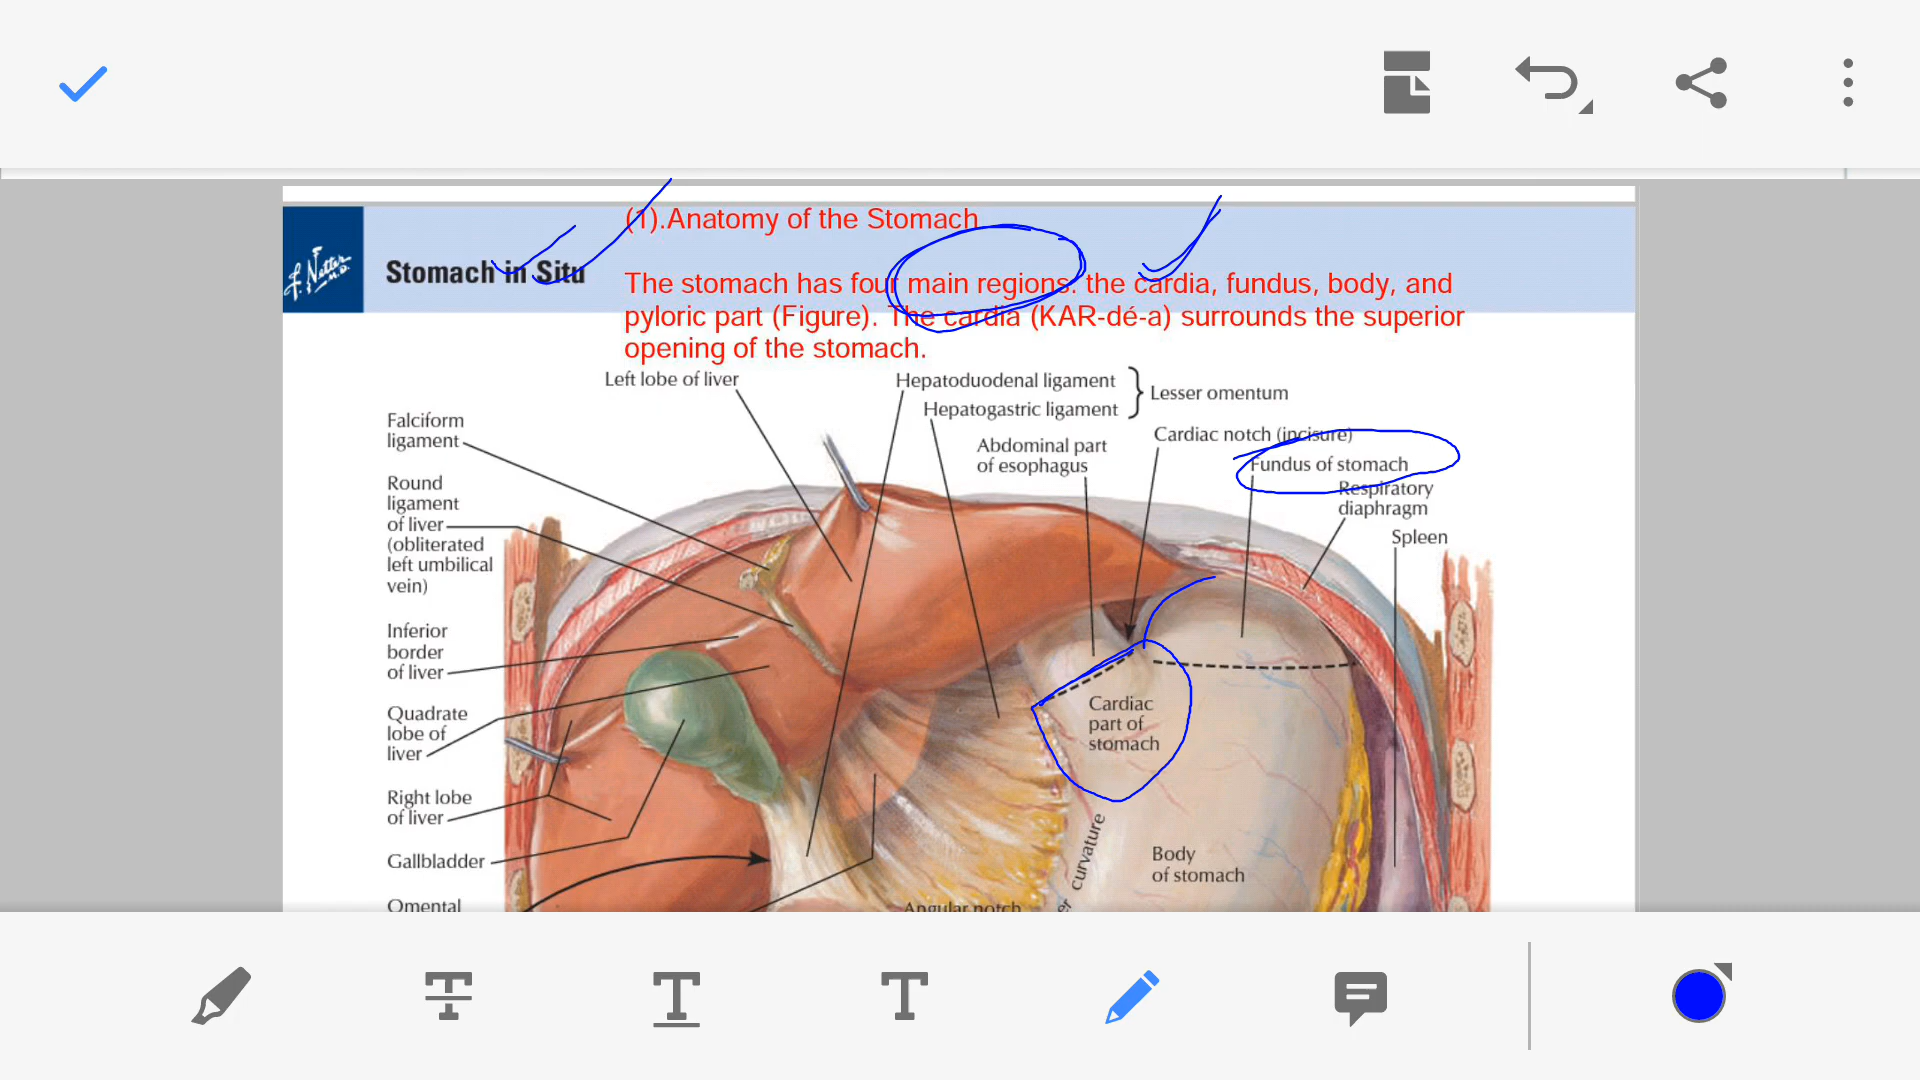 F. Netter M.D.
Stomach in Situ
(1).Anatomy of the Stomach
The stomach has four main regions: the cardia, fundus, body, and
pyloric part (Figure). The cardia (KAR-dé-a) surrounds the superior
opening of the stomach.
Left lobe of liver
Hepatoduodenal ligament
Hepatogastric ligament
Lesser omentum
Falciform
ligament
Abdominal part
of esophagus
Cardiac notch (incisure)
Fundus of stomach
Respiratory
diaphragm
Spleen
Round
ligament
of liver
(obliterated
left umbilical
vein)
Inferior
border
of liver
Quadrate
lobe of
liver
Cardiac
part of
stomach
Right lobe
of liver
Gallbladder
curvature
Body
of stomach
Omental
Angular notch